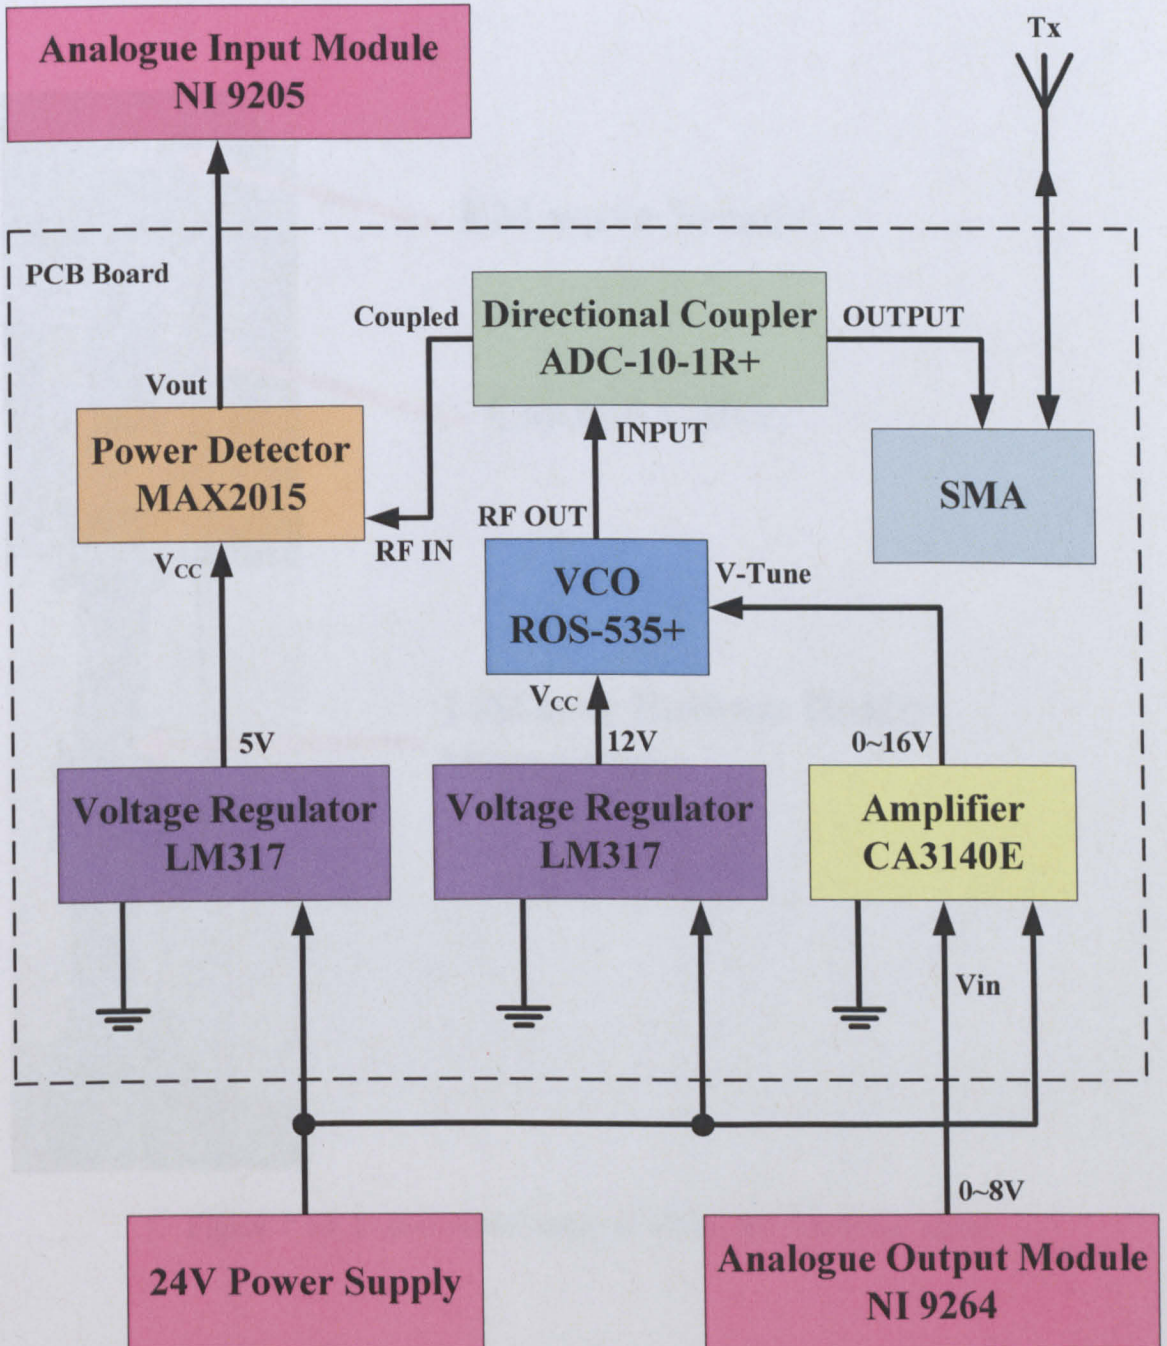 Analogue Input Module
NI 9205
Tx
PCB Board
Coupled
Directional Coupler
ADC-10-1R+
OUTPUT
Vout
INPUT
Power Detector
MAX2015
SMA
RF OUT
RF IN
VCC
VCO
ROS-535+
V-Tune
VCC
5V
12V
0~16V
Voltage Regulator
LM317
Voltage Regulator
LM317
Amplifier
CA3140E
Vin
0~8V
24V Power Supply
Analogue Output Module
NI 9264